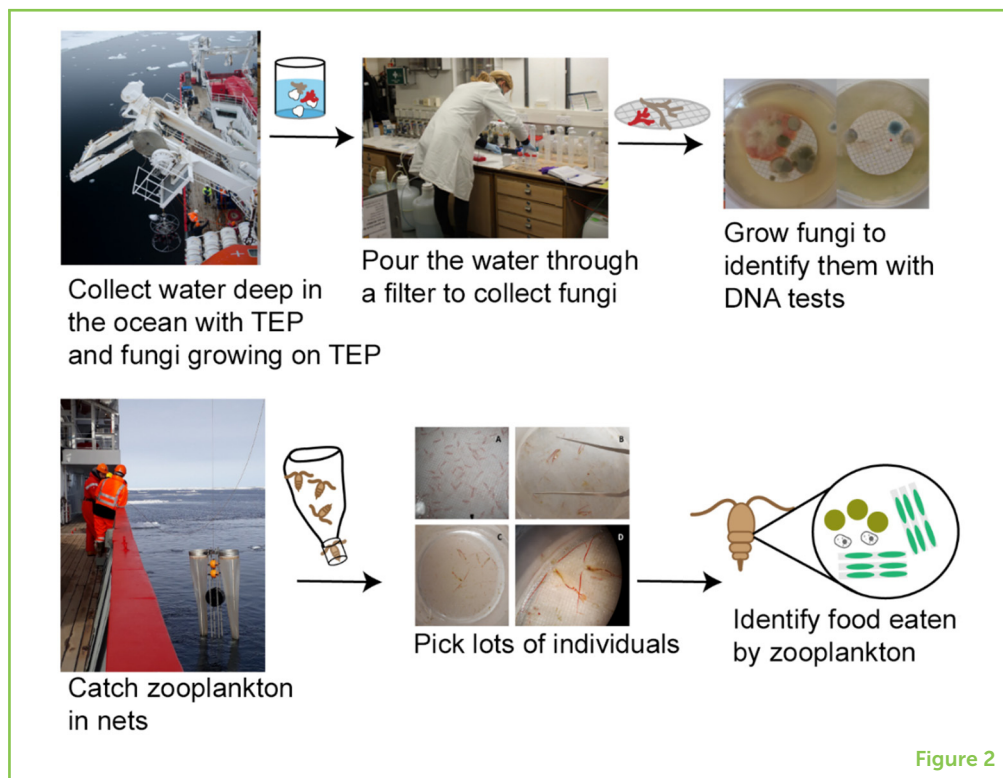 Collect water deep in
the ocean with TEP
and fungi growing on TEP
Pour the water through
a filter to collect fungi
Grow fungi to
identify them with
DNA tests
Catch zooplankton
in nets
A
B
C
D
Pick lots of individuals
Identify food eaten
by zooplankton
Figure 2